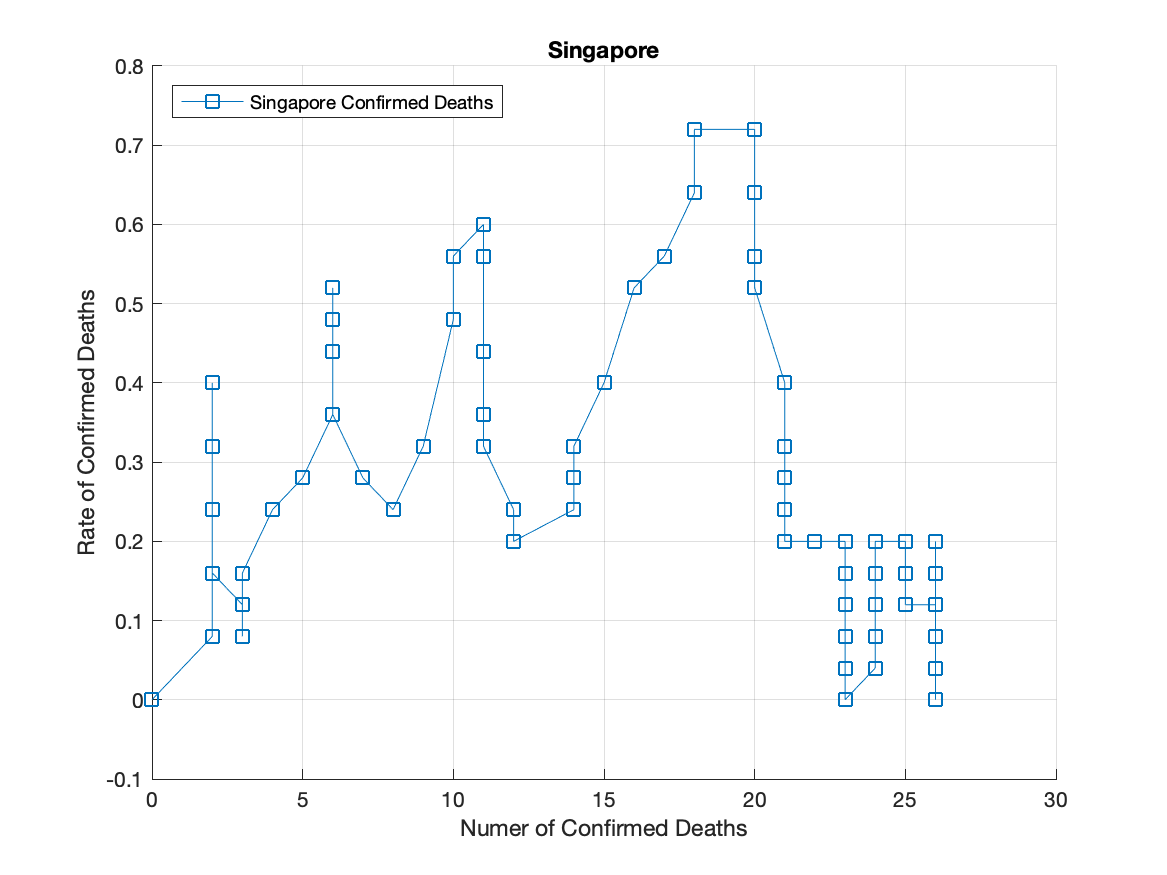 Singapore
Singapore Confirmed Deaths
Rate of Confirmed Deaths
0.8
0.7
0.6
0.5
0.4
0.3
0.2
0.1
0
-0.1
0 5 10 15 20 25 30
Numer of Confirmed Deaths